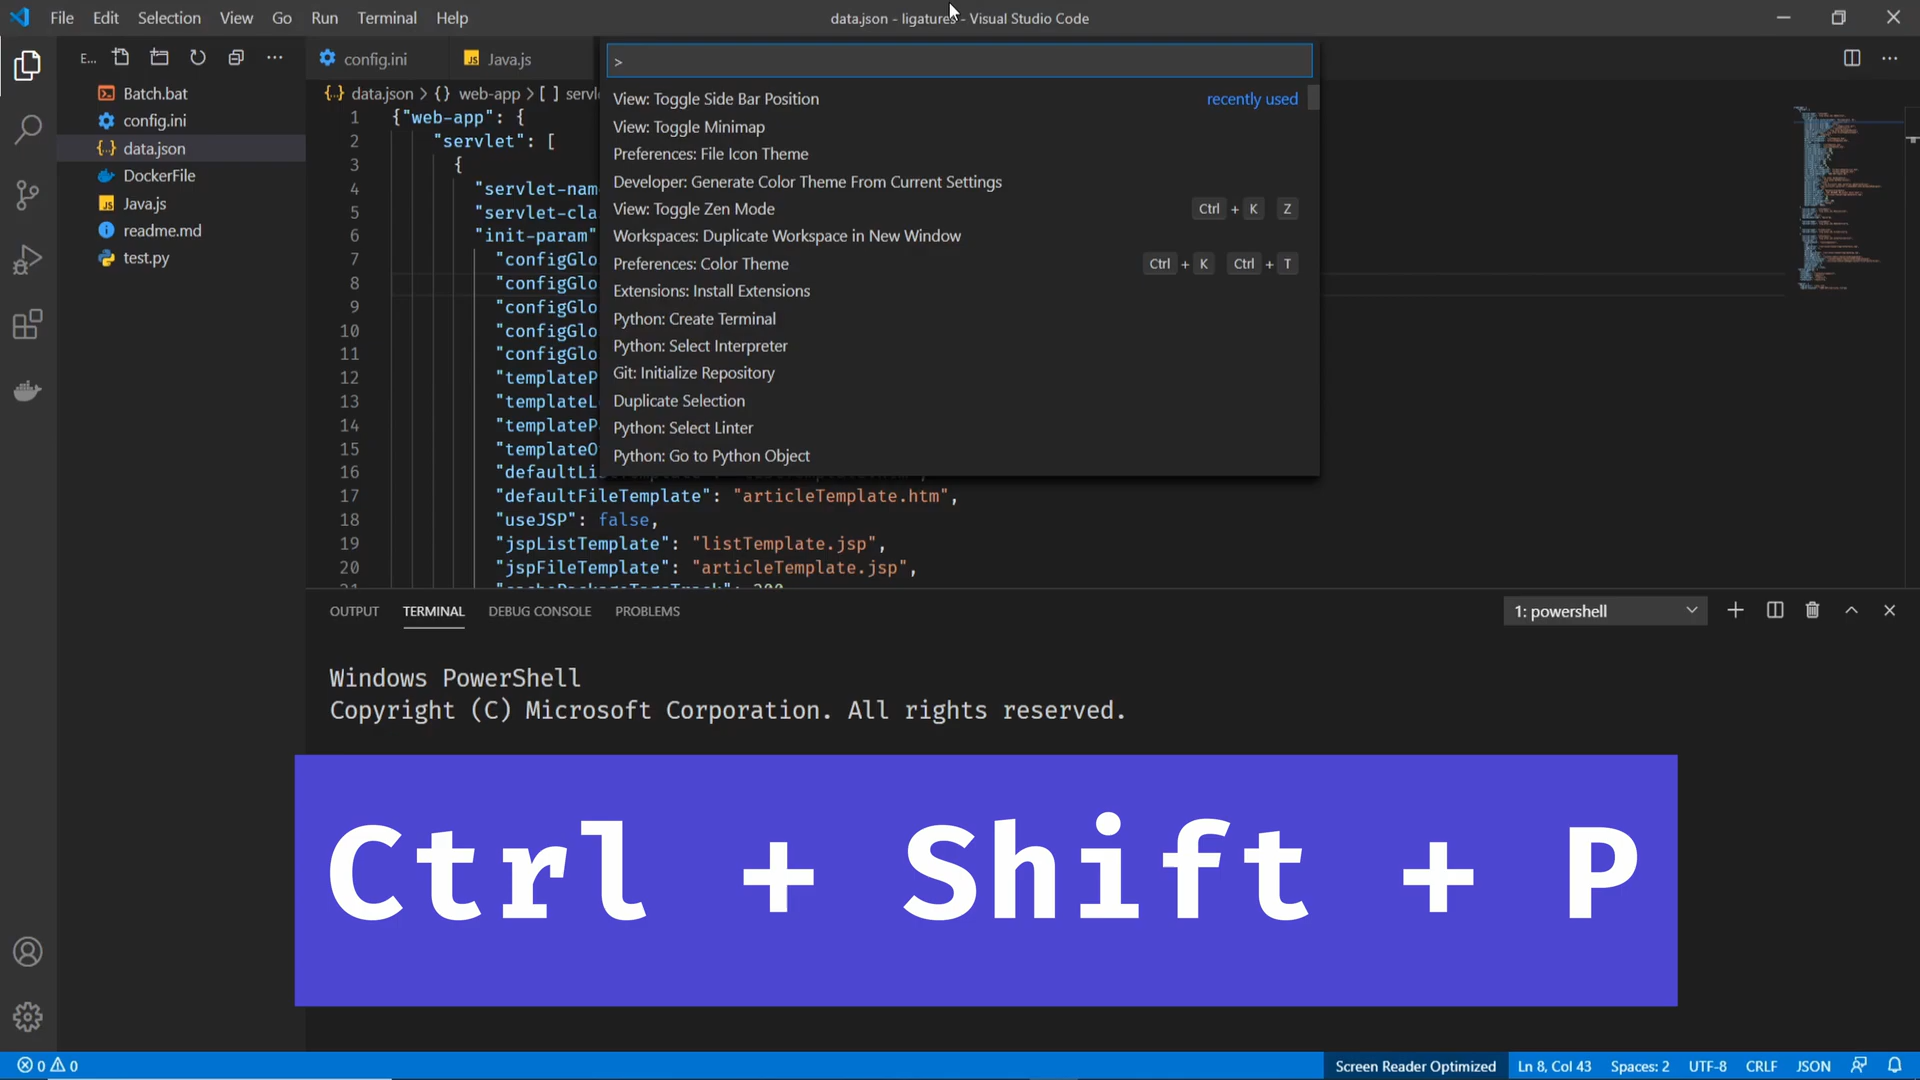 File Edit Selection View Go Run Terminal Help
data.json - ligatures - Visual Studio Code
E...
config.ini
Java.js
>
Batch.bat
config.ini
data.json
DockerFile
Java.js
readme.md
test.py
{..} data.json > {} web-app > [ ] servle
View: Toggle Side Bar Position recently used
View: Toggle Minimap
Preferences: File Icon Theme
Developer: Generate Color Theme From Current Settings
View: Toggle Zen Mode Ctrl + K Z
Workspaces: Duplicate Workspace in New Window
Preferences: Color Theme Ctrl + K Ctrl + T
Extensions: Install Extensions
Python: Create Terminal
Python: Select Interpreter
Git: Initialize Repository
Duplicate Selection
Python: Select Linter
Python: Go to Python Object
1 {"web-app": {
2 "servlet": [
3 {
4 "servlet-nam
5 "servlet-cla
6 "init-param"
7 "configGlo
8 "configGlo
9 "configGlo
10 "configGlo
11 "configGlo
12 "templateP
13 "templateL
14 "templateP
15 "templateO
16 "defaultLi
17 "defaultFileTemplate": "articleTemplate.htm",
18 "useJSP": false,
19 "jspListTemplate": "listTemplate.jsp",
20 "jspFileTemplate": "articleTemplate.jsp",
OUTPUT TERMINAL DEBUG CONSOLE PROBLEMS 1: powershell
Windows PowerShell
Copyright (C) Microsoft Corporation. All rights reserved.
Ctrl + Shift + P
0 0 Screen Reader Optimized Ln 8, Col 43 Spaces: 2 UTF-8 CRLF JSON